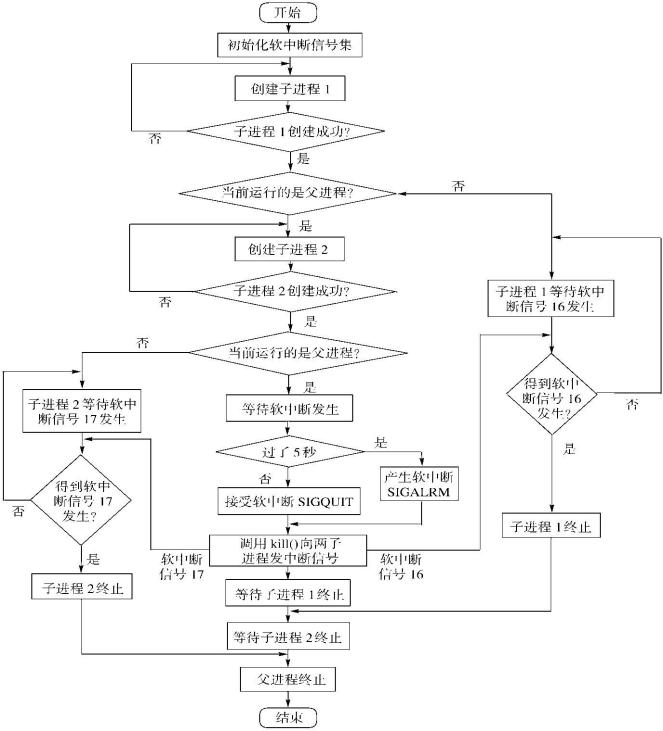 开始
初始化软中断信号集
创建子进程 1
子进程 1 创建成功?
否
是
当前运行的是父进程?
否
是
创建子进程 2
子进程 2 创建成功?
否
是
子进程 1 等待软中
断信号 16 发生
当前运行的是父进程?
否
是
得到软中
断信号 16
发生?
否
是
子进程 2 等待软中
断信号 17 发生
等待软中断发生
过了 5 秒
是
否
得到软中
断信号 17
发生?
否
是
接受软中断 SIGQUIT
产生软中断
SIGALRM
子进程 1 终止
调用 kill() 向两子
进程发中断信号
软中断
信号 17
软中断
信号 16
子进程 2 终止
等待子进程 1 终止
等待子进程 2 终止
父进程终止
结束